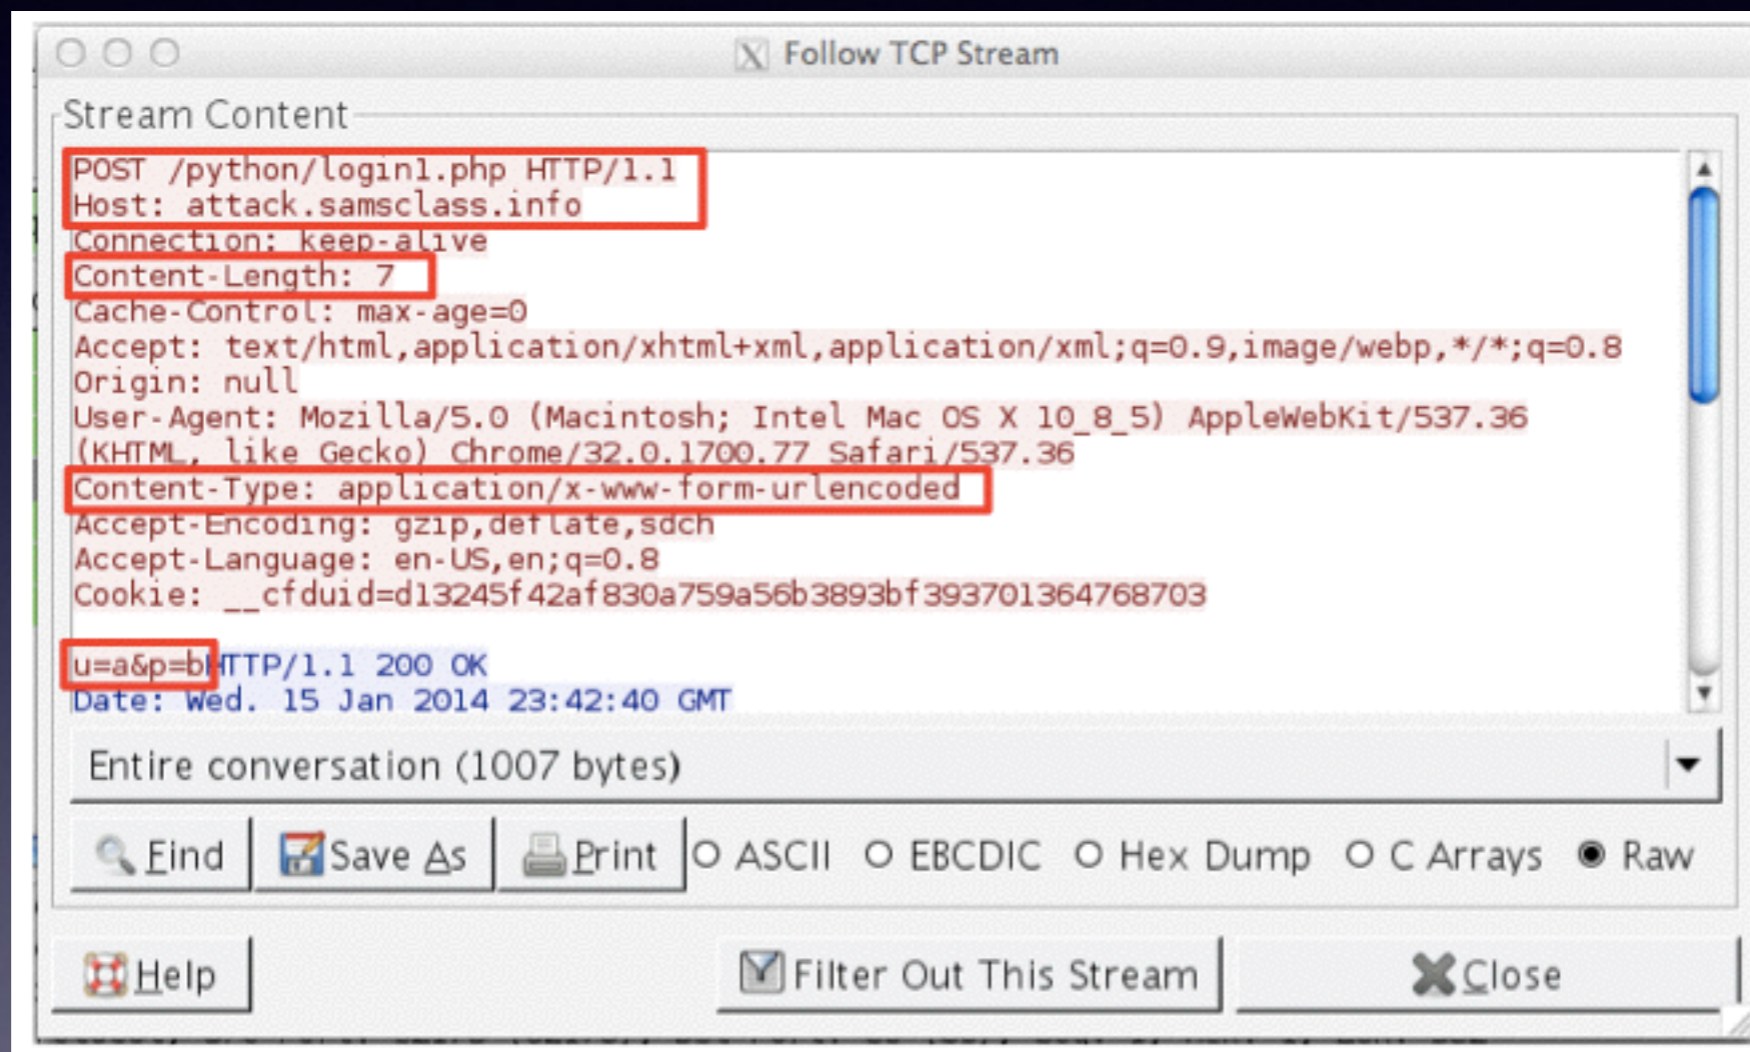 Follow TCP Stream
Stream Content
POST /python/login1.php HTTP/1.1
Host: attack.samsclass.info
Connection: keep-alive
Content-Length: 7
Cache-Control: max-age=0
Accept: text/html,application/xhtml+xml,application/xml;q=0.9,image/webp,*/*;q=0.8
Origin: null
User-Agent: Mozilla/5.0 (Macintosh; Intel Mac OS X 10_8_5) AppleWebKit/537.36
(KHTML, like Gecko) Chrome/32.0.1700.77 Safari/537.36
Content-Type: application/x-www-form-urlencoded
Accept-Encoding: gzip,deflate,sdch
Accept-Language: en-US,en;q=0.8
Cookie: __cfduid=d13245f42af830a759a56b3893bf393701364768703
u=a&p=bHTTP/1.1 200 OK
Date: Wed. 15 Jan 2014 23:42:40 GMT
Entire conversation (1007 bytes)
Find Save As Print ASCII EBCDIC Hex Dump C Arrays Raw
Help Filter Out This Stream Close